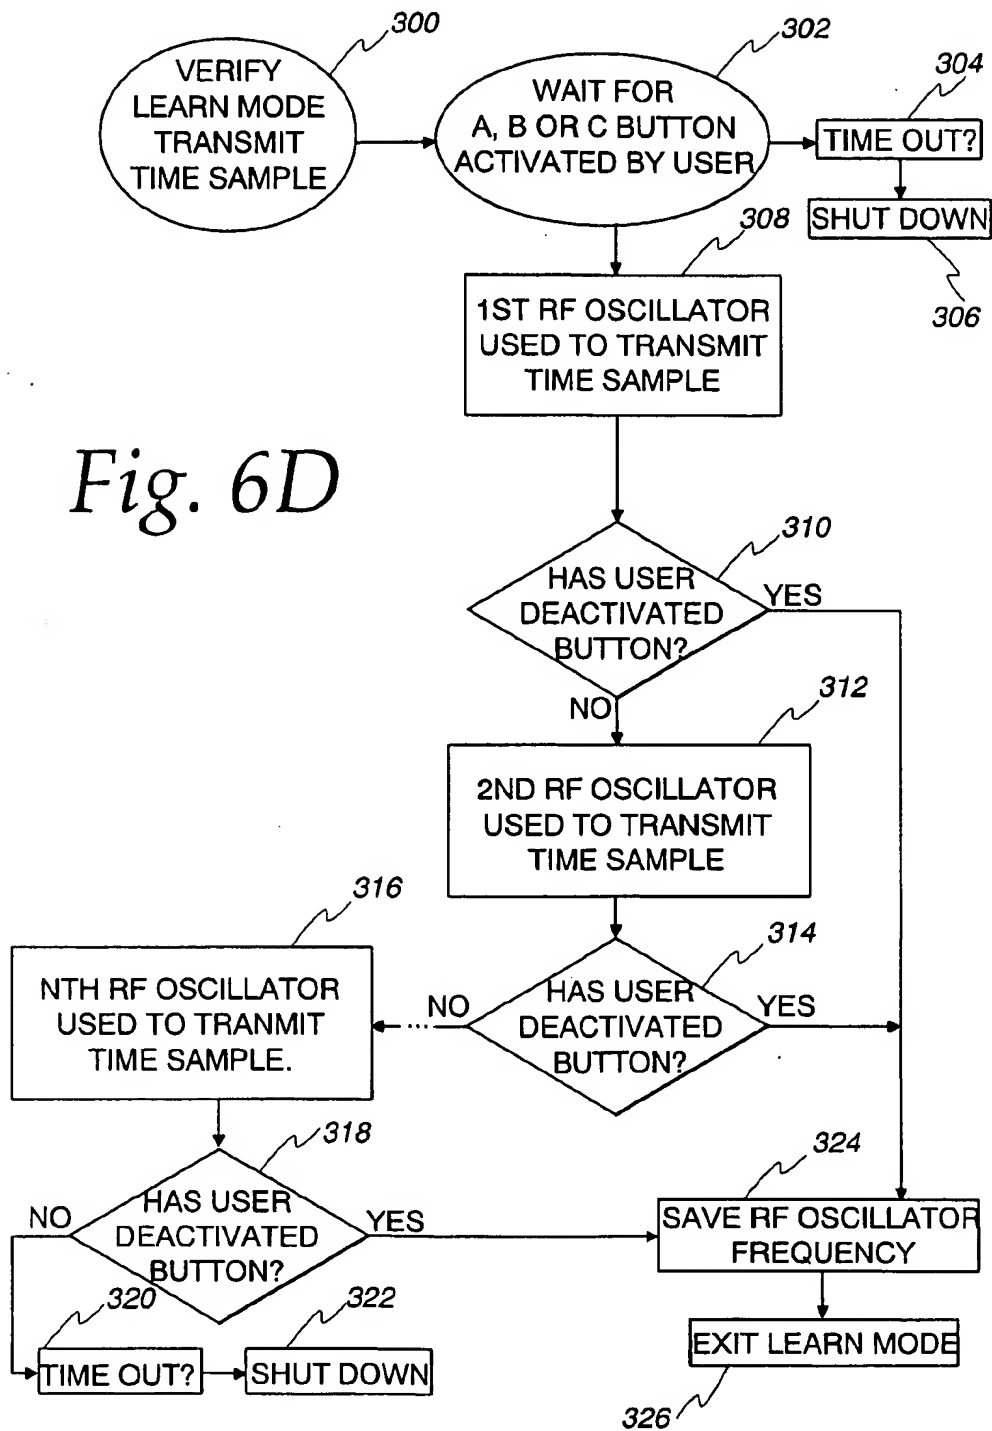 300
VERIFY
LEARN MODE
TRANSMIT
TIME SAMPLE
302
WAIT FOR
A, B OR C BUTTON
ACTIVATED BY USER
304
TIME OUT?
SHUT DOWN
306
308
1ST RF OSCILLATOR
USED TO TRANSMIT
TIME SAMPLE
Fig. 6D
310
HAS USER
DEACTIVATED
BUTTON?
YES
NO
312
2ND RF OSCILLATOR
USED TO TRANSMIT
TIME SAMPLE
314
HAS USER
DEACTIVATED
BUTTON?
YES
NO
316
NTH RF OSCILLATOR
USED TO TRANMIT
TIME SAMPLE.
318
HAS USER
DEACTIVATED
BUTTON?
NO
YES
320
TIME OUT?
322
SHUT DOWN
324
SAVE RF OSCILLATOR
FREQUENCY
EXIT LEARN MODE
326